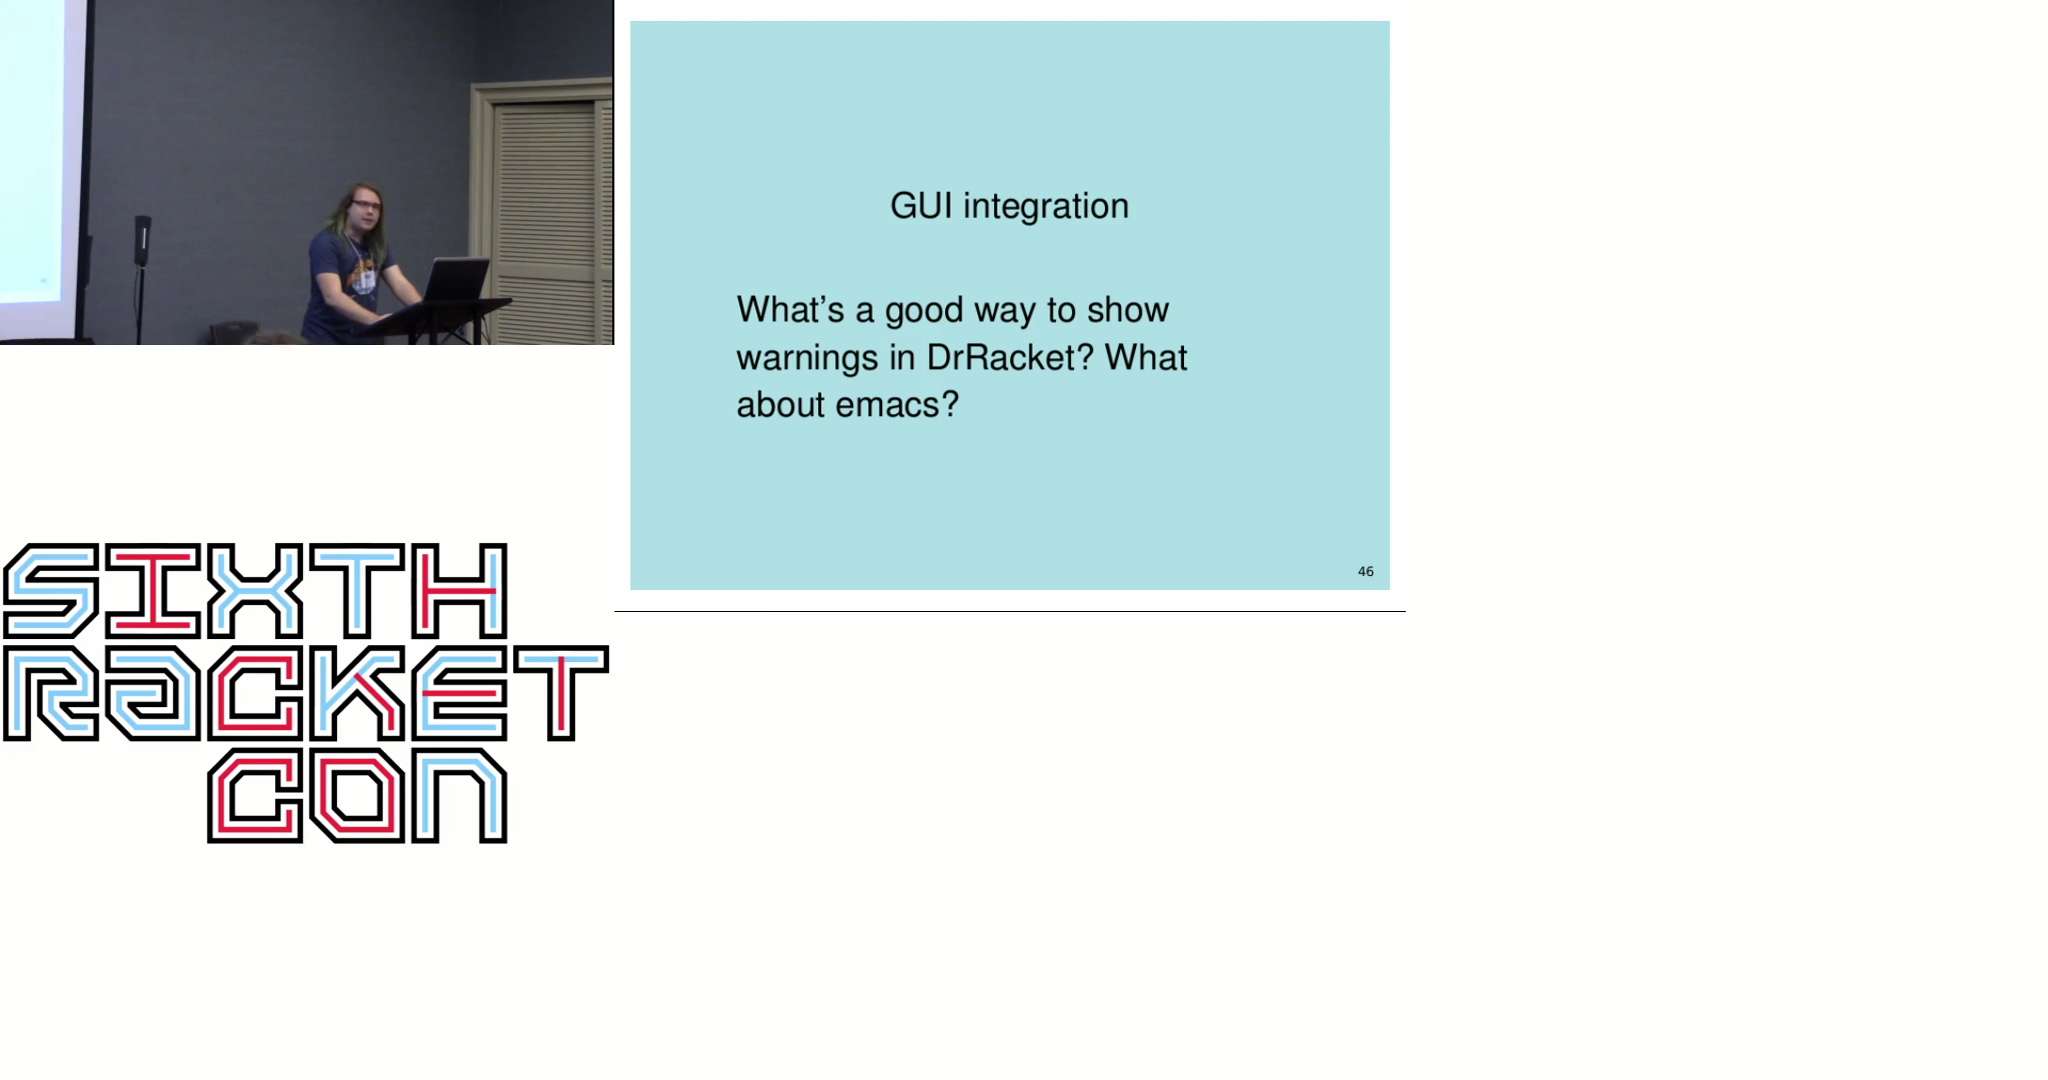 GUI integration
What’s a good way to show
warnings in DrRacket? What
about emacs?
46
SIXTH
RaCKET
CON